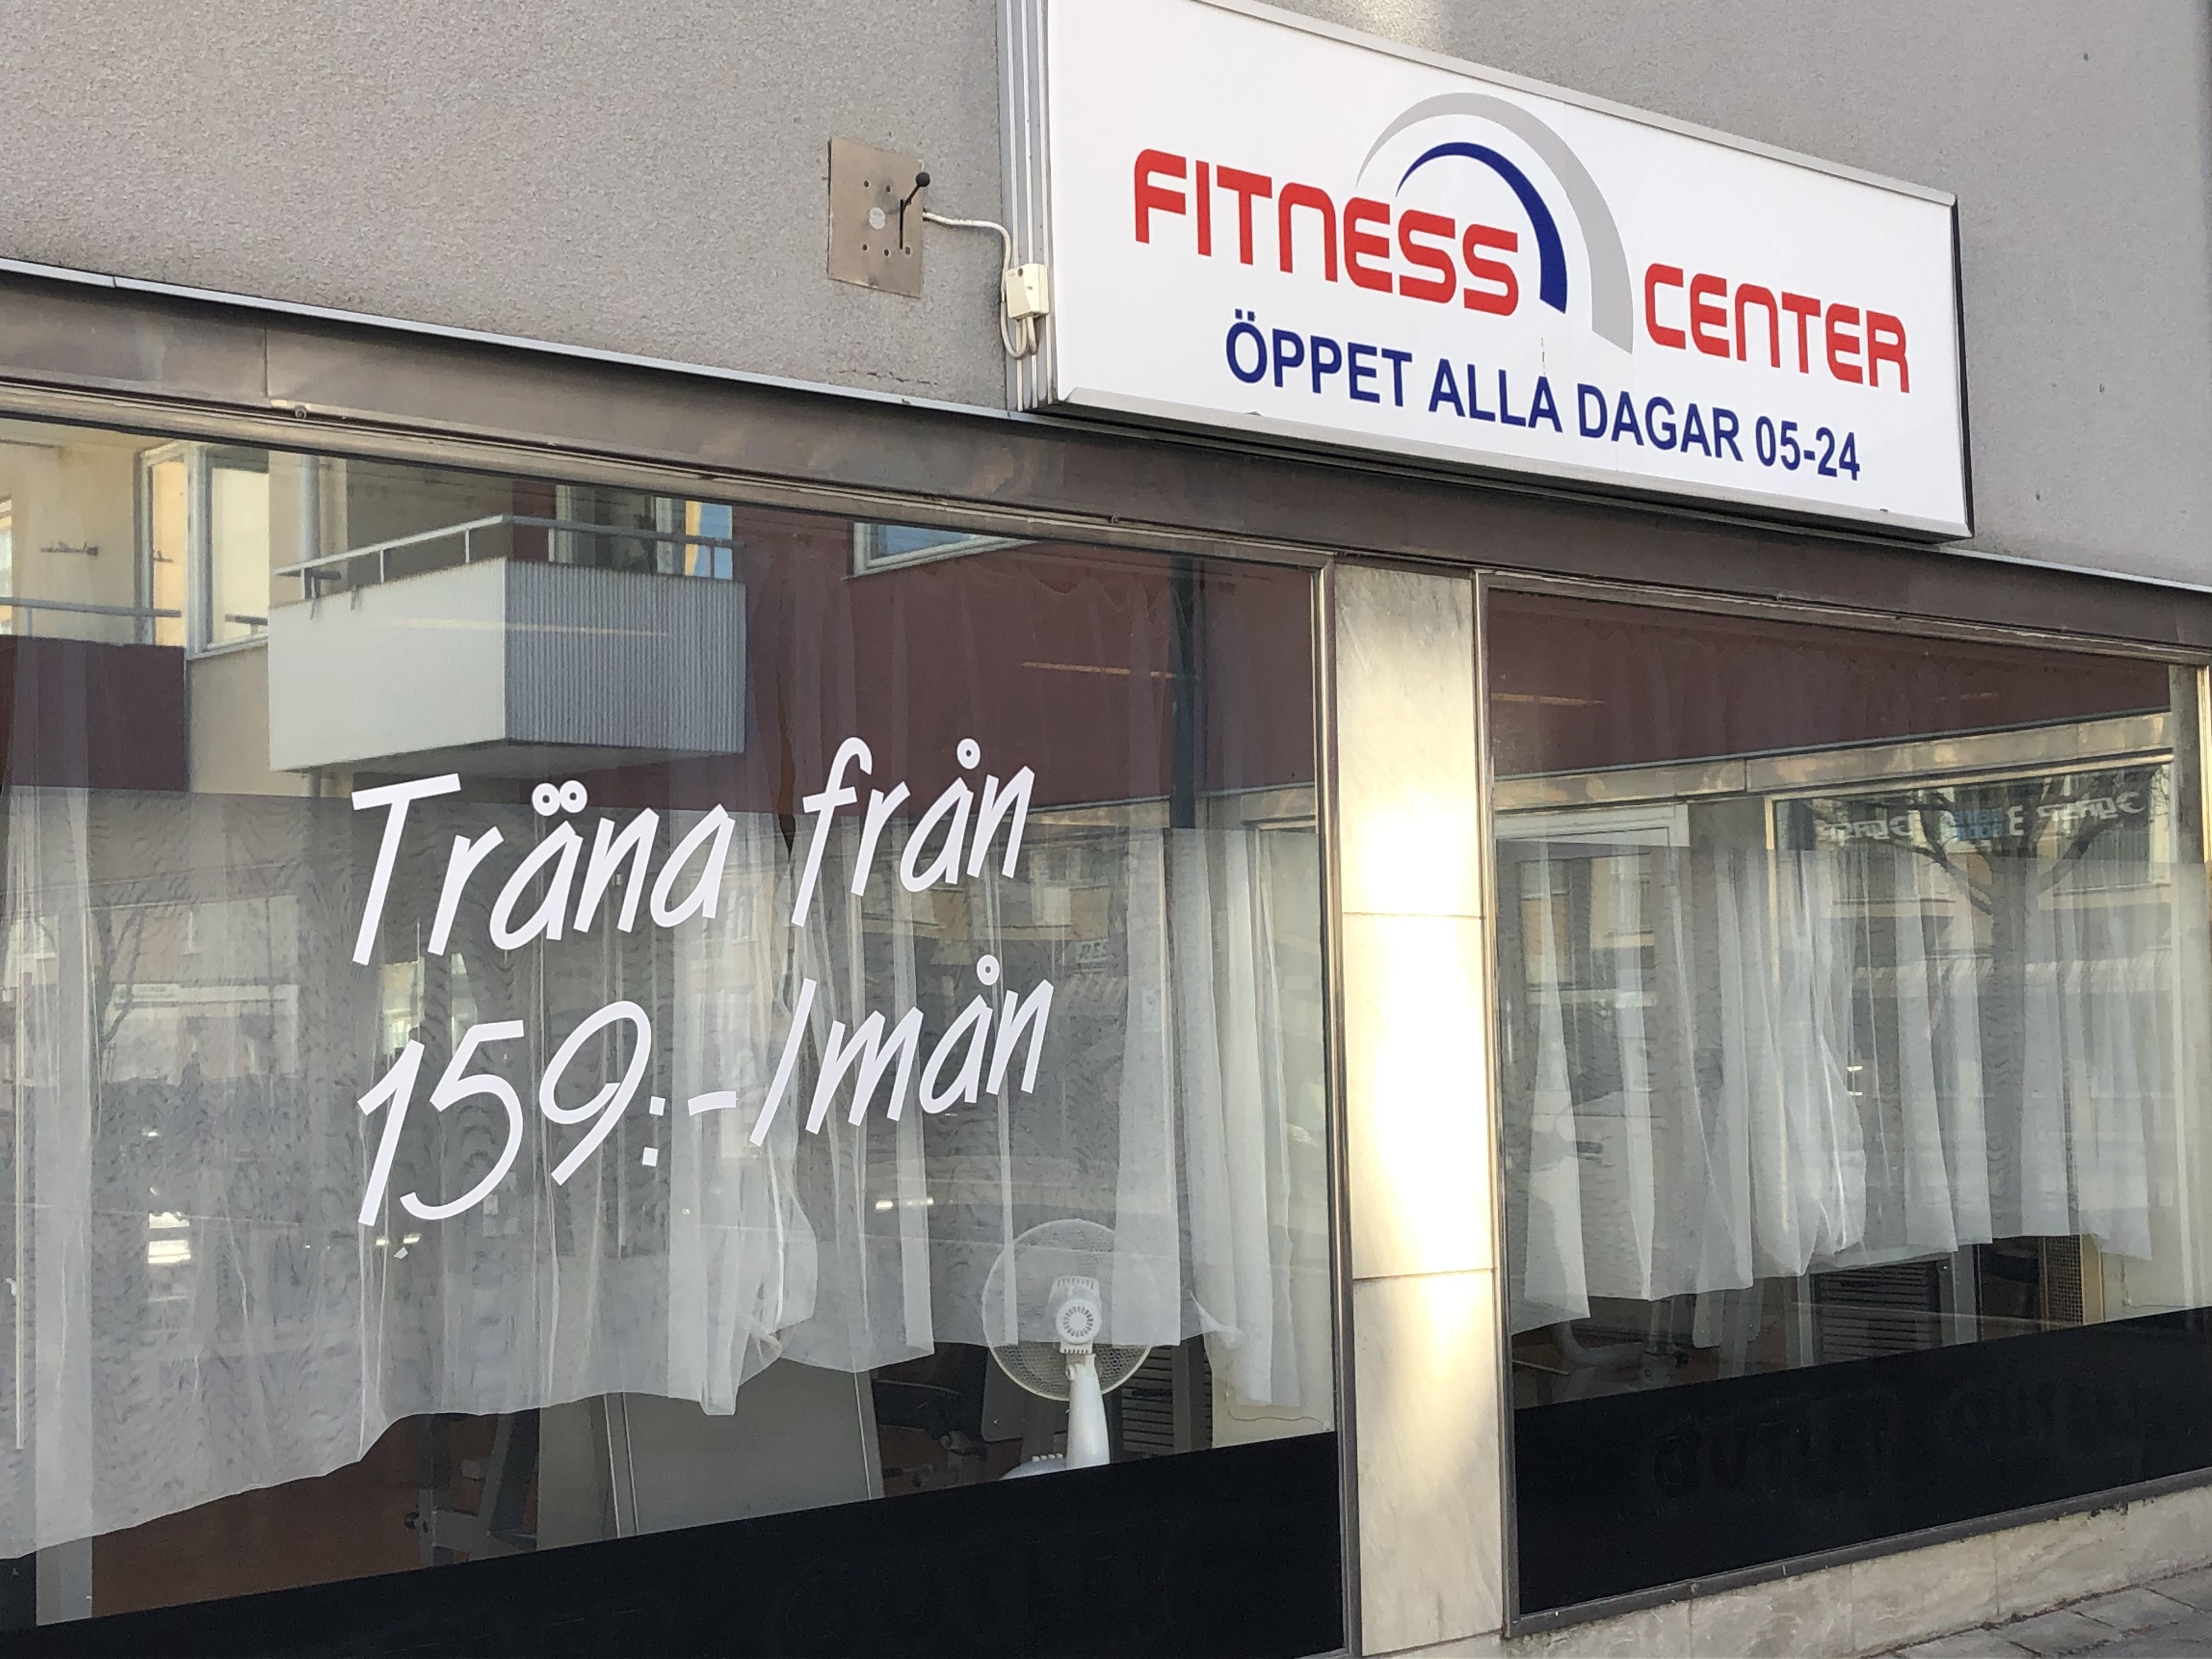 FITNESS CENTER
ÖPPET ALLA DAGAR 05-24
Träna från
159:-/mån